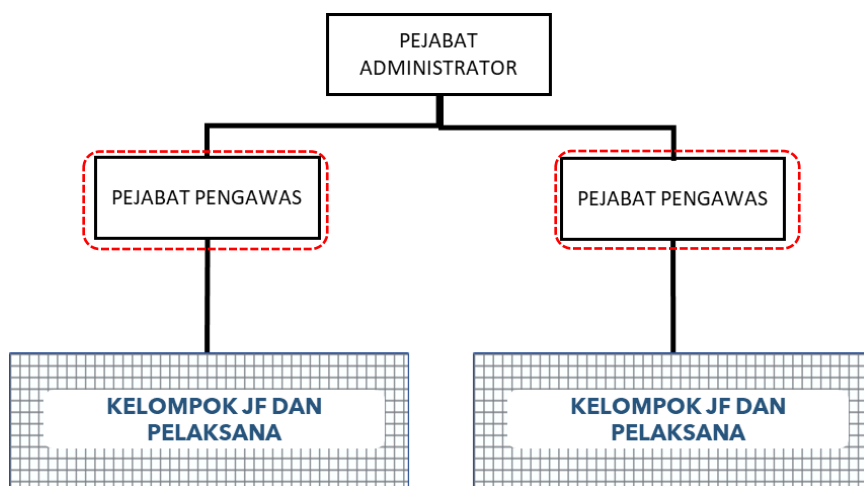 PEJABAT
ADMINISTRATOR
PEJABAT PENGAWAS
PEJABAT PENGAWAS
KELOMPOK JF DAN
PELAKSANA
KELOMPOK JF DAN
PELAKSANA